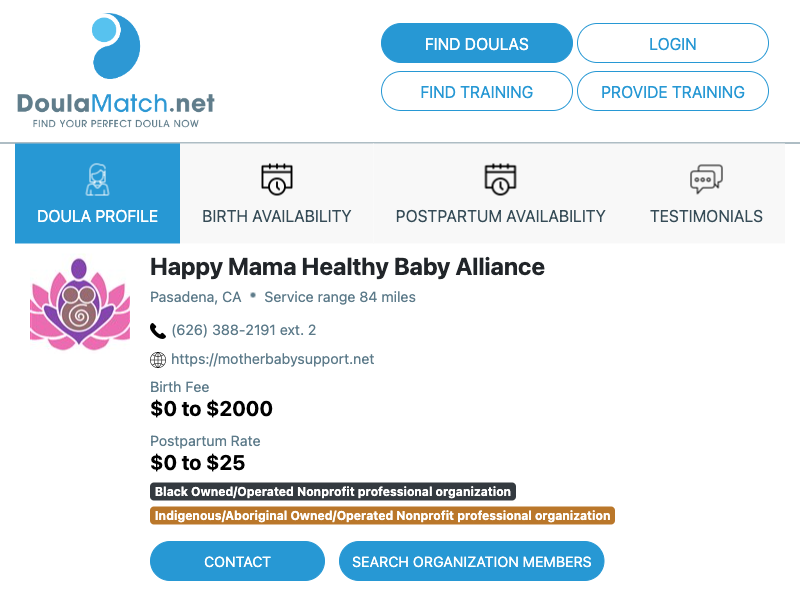 DoulaMatch.net
FIND YOUR PERFECT DOULA NOW
FIND DOULAS
LOGIN
FIND TRAINING
PROVIDE TRAINING
DOULA PROFILE
BIRTH AVAILABILITY
POSTPARTUM AVAILABILITY
TESTIMONIALS
Happy Mama Healthy Baby Alliance
Pasadena, CA • Service range 84 miles
(626) 388-2191 ext. 2
https://motherbabysupport.net
Birth Fee
$0 to $2000
Postpartum Rate
$0 to $25
Black Owned/Operated Nonprofit professional organization
Indigenous/Aboriginal Owned/Operated Nonprofit professional organization
CONTACT
SEARCH ORGANIZATION MEMBERS